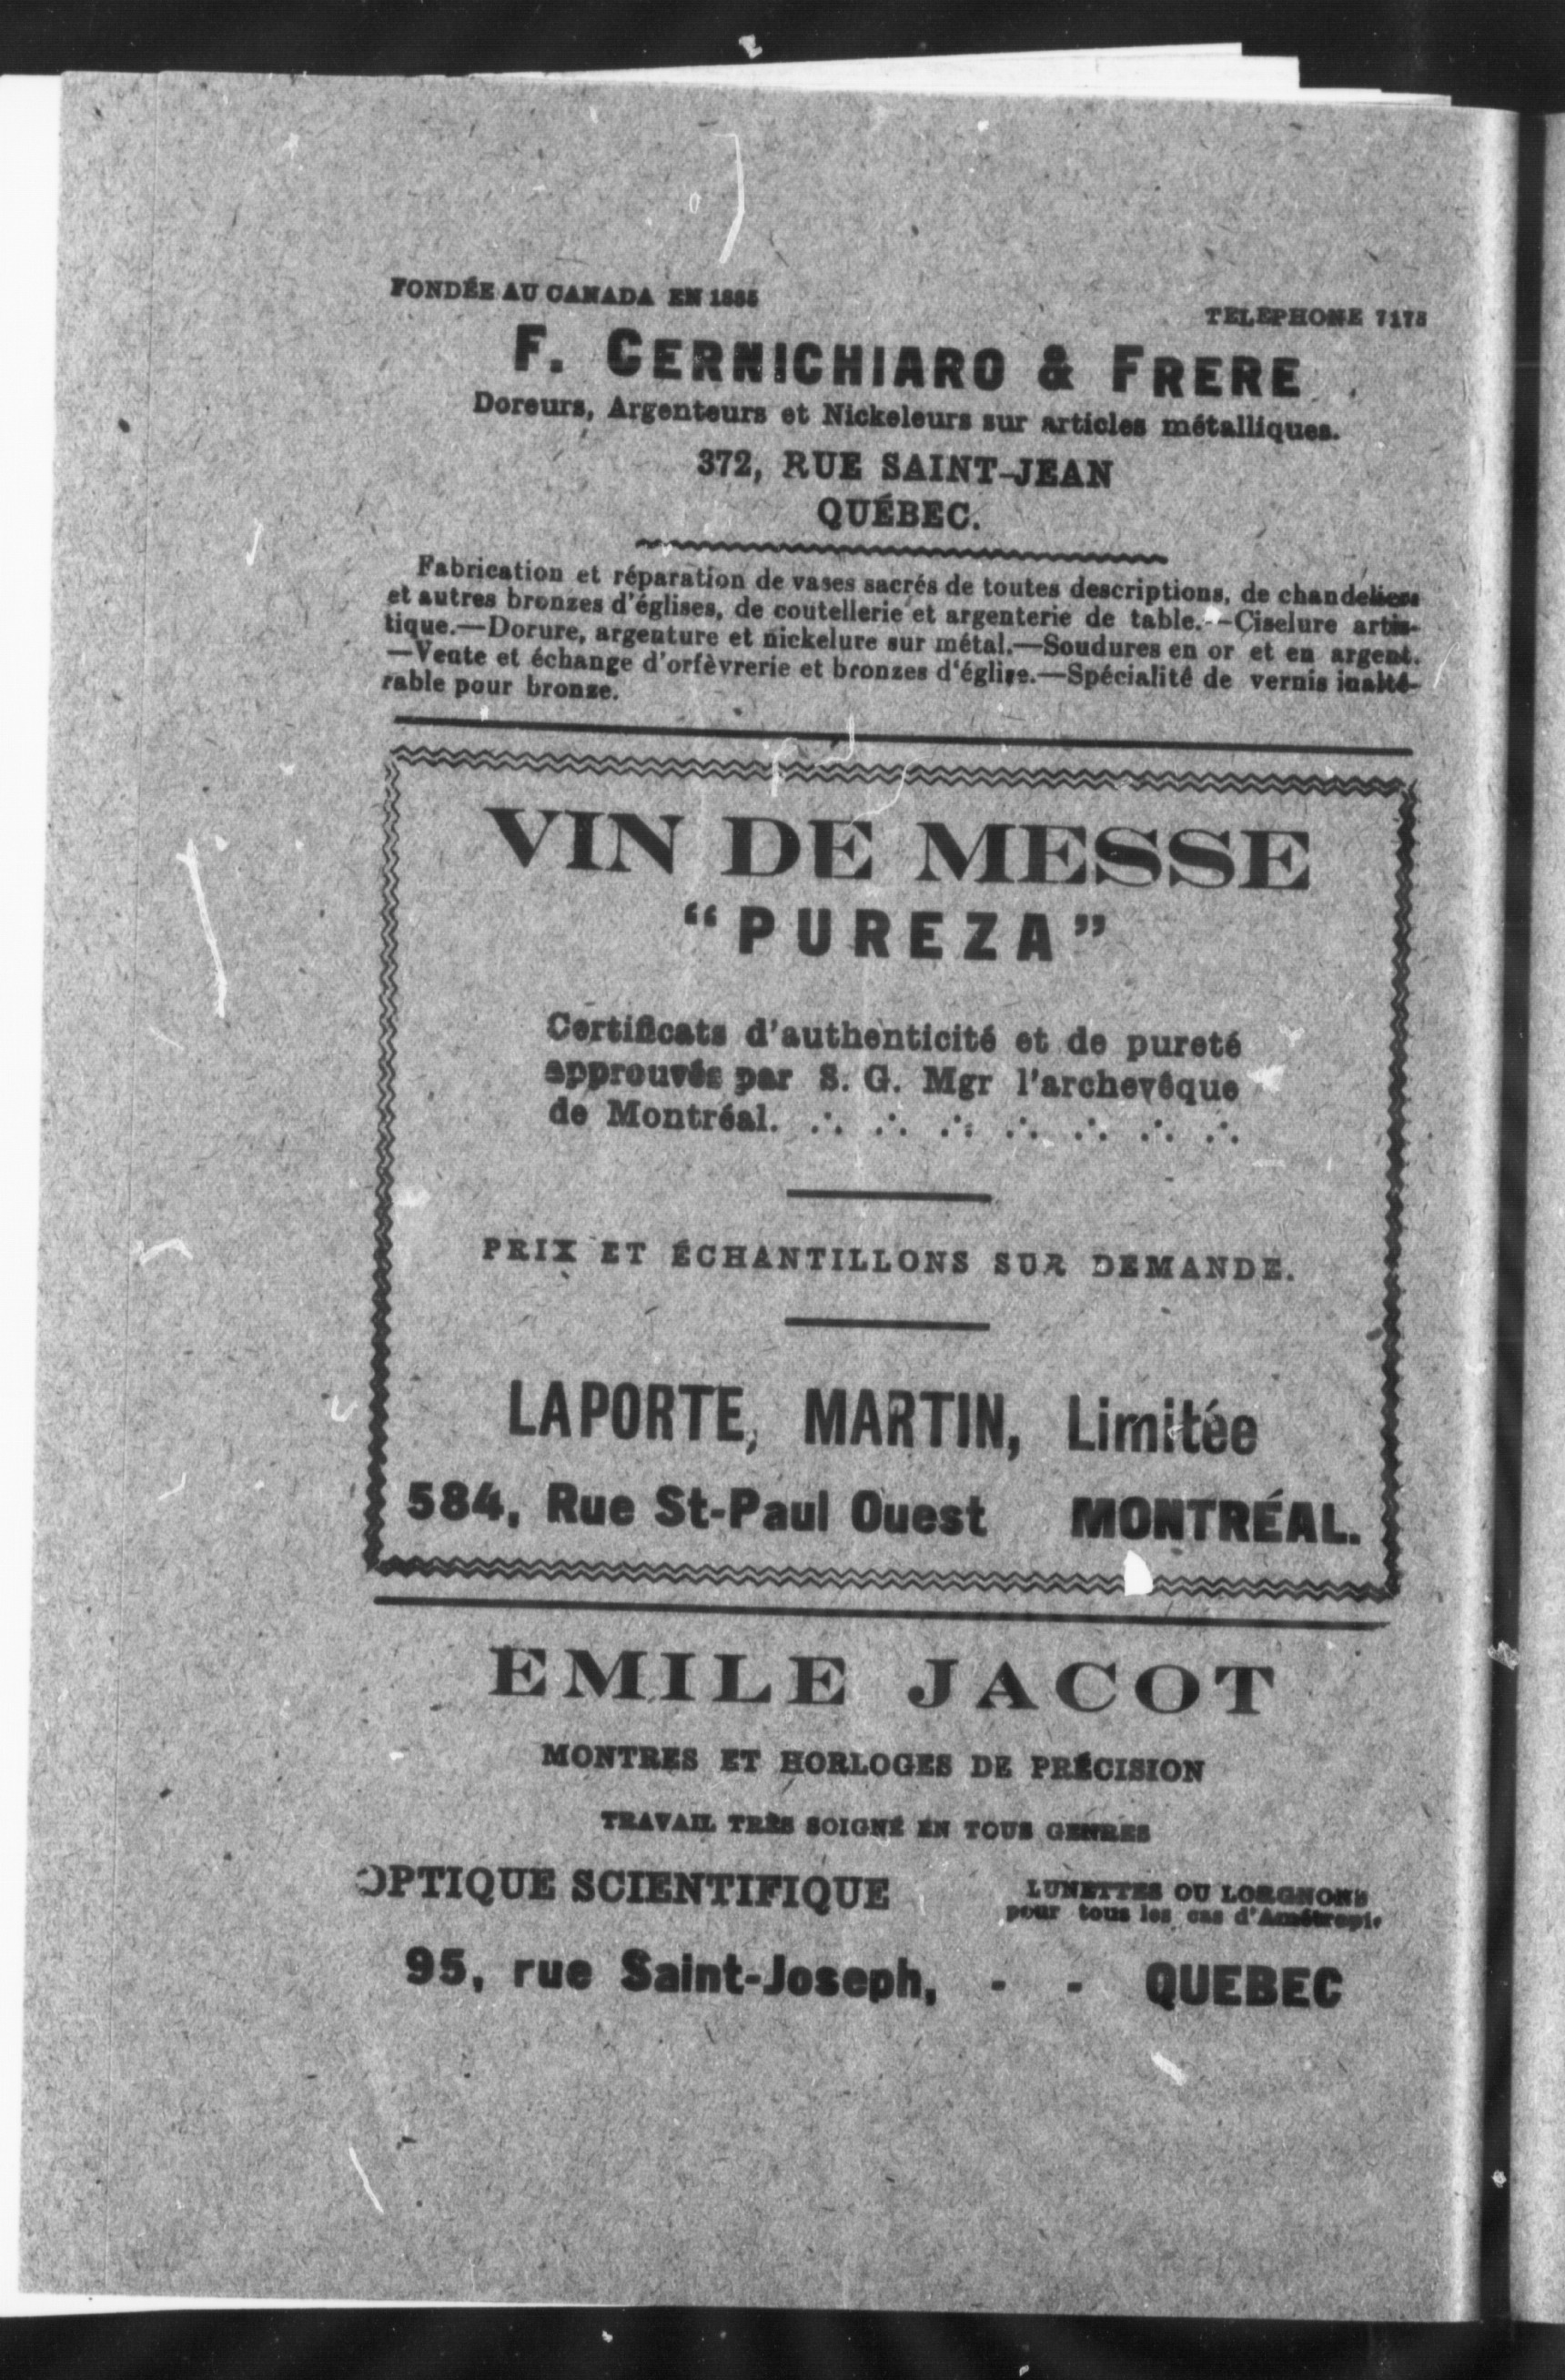 FONDÉE AU CANADA EN 1885
TELEPHONE 7175
F. CERNICHIARO & FRERE
Doreurs, Argenteurs et Nickeleurs sur articles métalliques.
372, RUE SAINT-JEAN
QUÉBEC.
Fabrication et réparation de vases sacrés de toutes descriptions, de chandeliers
et autres bronzes d'églises, de coutellerie et argenterie de table.—Ciselure artis-
tique.—Dorure, argenture et nickelure sur métal.—Soudures en or et en argent.
—Vente et échange d'orfèvrerie et bronzes d'église.—Spécialité de vernis inalté-
rable pour bronze.
VIN DE MESSE
“PUREZA”
Certificats d'authenticité et de pureté
approuvés par S. G. Mgr l'archevêque
de Montréal. ∴ ∴ ∴ ∴ ∴ ∴ ∴
PRIX ET ÉCHANTILLONS SUR DEMANDE.
LAPORTE, MARTIN, Limitée
584, Rue St-Paul Ouest MONTRÉAL.
EMILE JACOT
MONTRES ET HORLOGES DE PRÉCISION
TRAVAIL TRÈS SOIGNÉ EN TOUS GENRES
OPTIQUE SCIENTIFIQUE
LUNETTES OU LORGNONS
pour tous les cas d'Amétropie
95, rue Saint-Joseph, - - QUEBEC